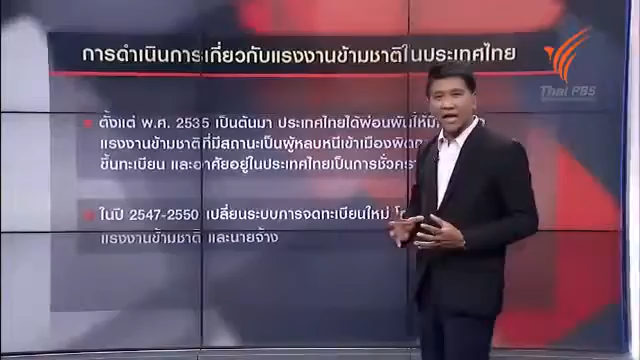 การดำเนินการเกี่ยวกับแรงงานข้ามชาติในประเทศไทย
Thai PBS
ตั้งแต่ พ.ศ. 2535 เป็นต้นมา ประเทศไทยได้ผ่อนผันให้
แรงงานข้ามชาติที่มีสถานะเป็นผู้หลบหนีเข้าเมืองผิด
ขึ้นทะเบียน และอาศัยอยู่ในประเทศไทยเป็นการชั่ว
ในปี 2547-2550 เปลี่ยนระบบการจดทะเบียนใหม่
แรงงานข้ามชาติ และนายจ้าง